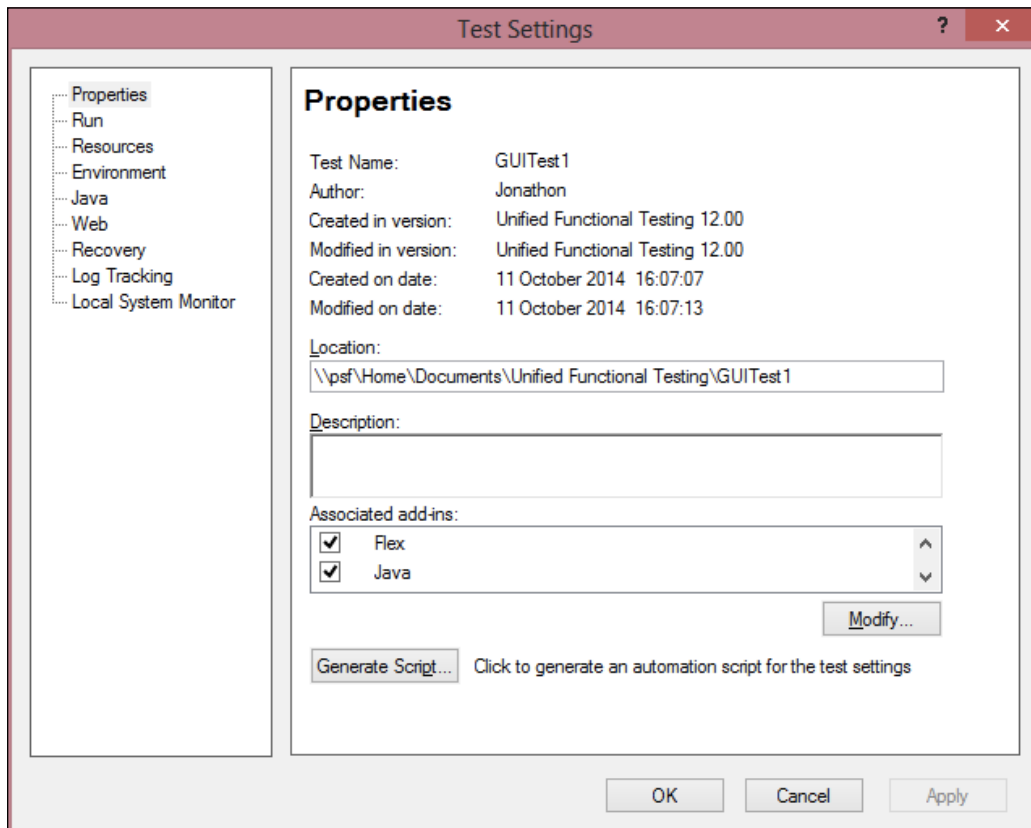 Test Settings
?
Properties
Run
Resources
Environment
Java
Web
Recovery
Log Tracking
Local System Monitor
Properties
Test Name: GUITest1
Author: Jonathon
Created in version: Unified Functional Testing 12.00
Modified in version: Unified Functional Testing 12.00
Created on date: 11 October 2014 16:07:07
Modified on date: 11 October 2014 16:07:13
Location:
\\psf\Home\Documents\Unified Functional Testing\GUITest1
Description:
Associated add-ins:
Flex
Java
Modify...
Generate Script... Click to generate an automation script for the test settings
OK Cancel Apply